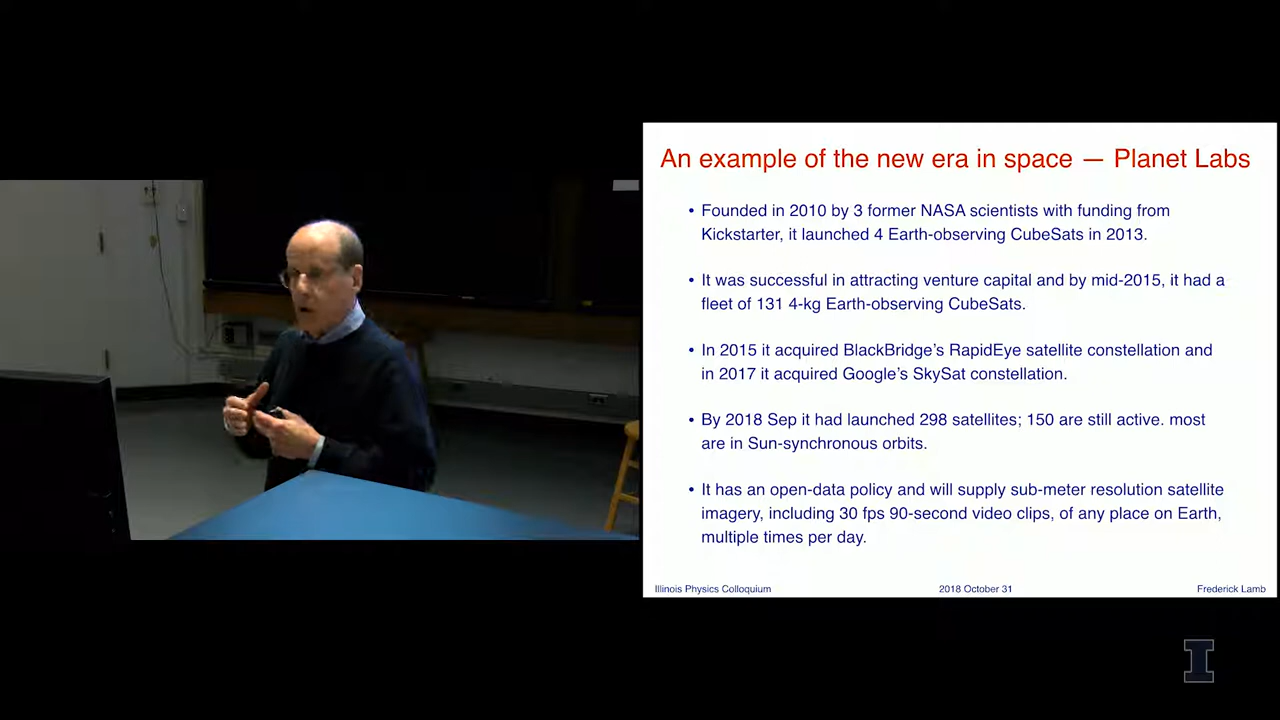 An example of the new era in space — Planet Labs
• Founded in 2010 by 3 former NASA scientists with funding from
Kickstarter, it launched 4 Earth-observing CubeSats in 2013.
• It was successful in attracting venture capital and by mid-2015, it had a
fleet of 131 4-kg Earth-observing CubeSats.
• In 2015 it acquired BlackBridge's RapidEye satellite constellation and
in 2017 it acquired Google's SkySat constellation.
• By 2018 Sep it had launched 298 satellites; 150 are still active. most
are in Sun-synchronous orbits.
• It has an open-data policy and will supply sub-meter resolution satellite
imagery, including 30 fps 90-second video clips, of any place on Earth,
multiple times per day.
Illinois Physics Colloquium
2018 October 31
Frederick Lamb
I